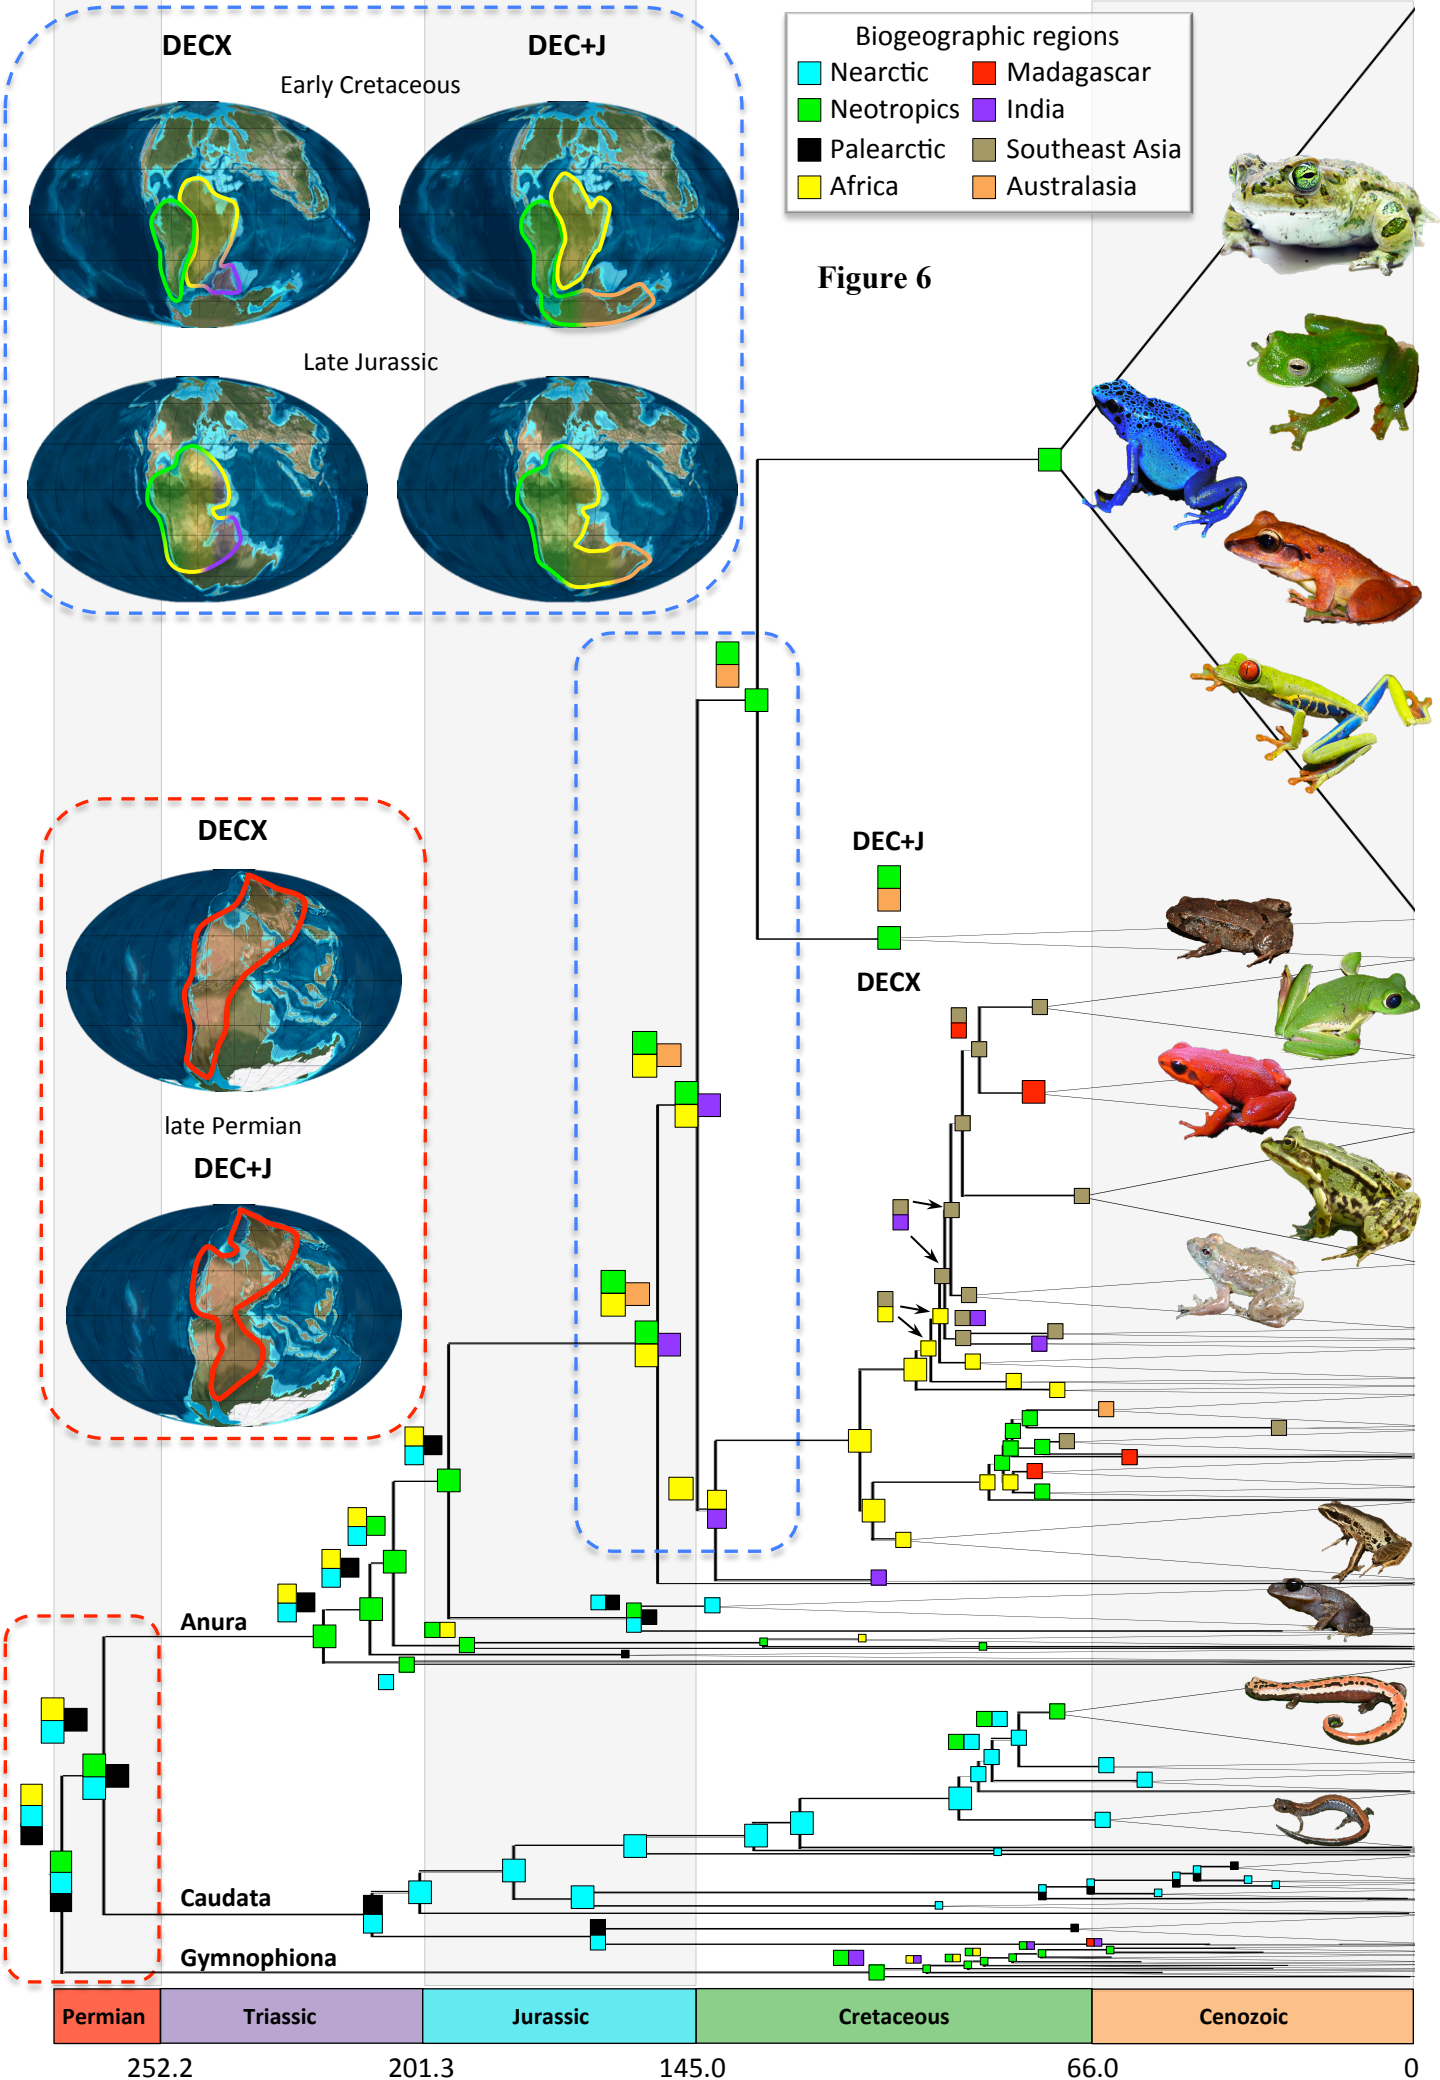 DECX
DEC+J
Early Cretaceous
Late Jurassic
Biogeographic regions
Nearctic
Madagascar
Neotropics
India
Palearctic
Southeast Asia
Africa
Australasia
Figure 6
DECX
late Permian
DEC+J
DEC+J
DECX
Anura
Caudata
Gymnophiona
Permian
Triassic
Jurassic
Cretaceous
Cenozoic
252.2
201.3
145.0
66.0
0